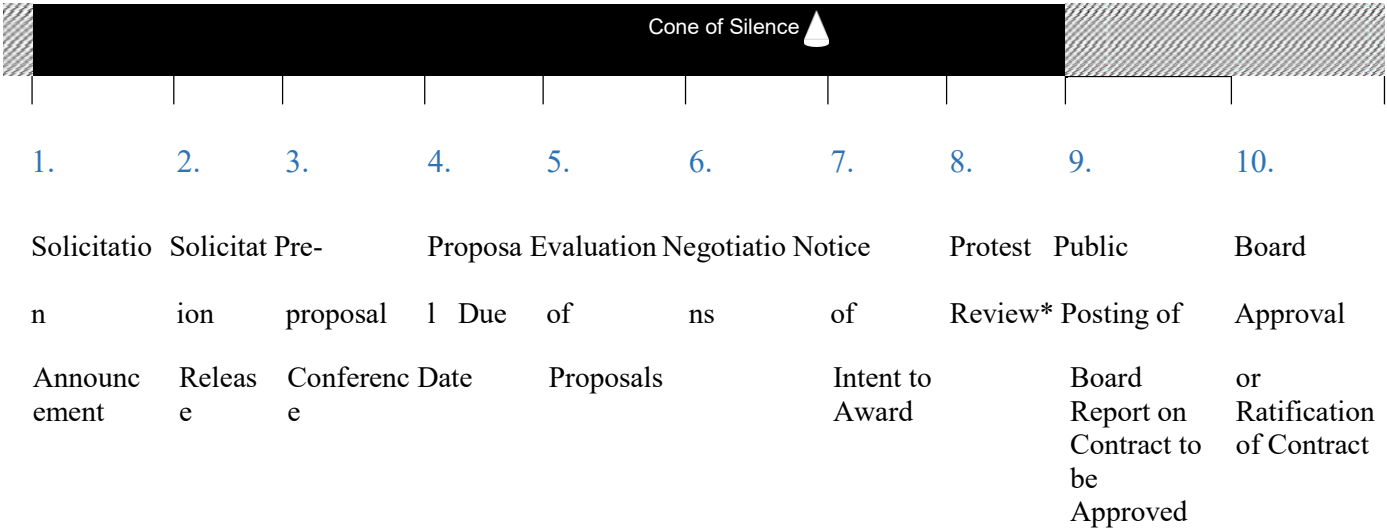 Cone of Silence
1. 2. 3. 4. 5. 6. 7. 8. 9. 10.
Solicitatio Solicitat Pre- Proposa Evaluation Negotiatio Notice Protest Public Board
n ion proposal l Due of ns of Review* Posting of Approval
Announc Releas Conferenc Date Proposals Intent to Board or
ement e e Award Report on Ratification
Contract to of Contract
be
Approved